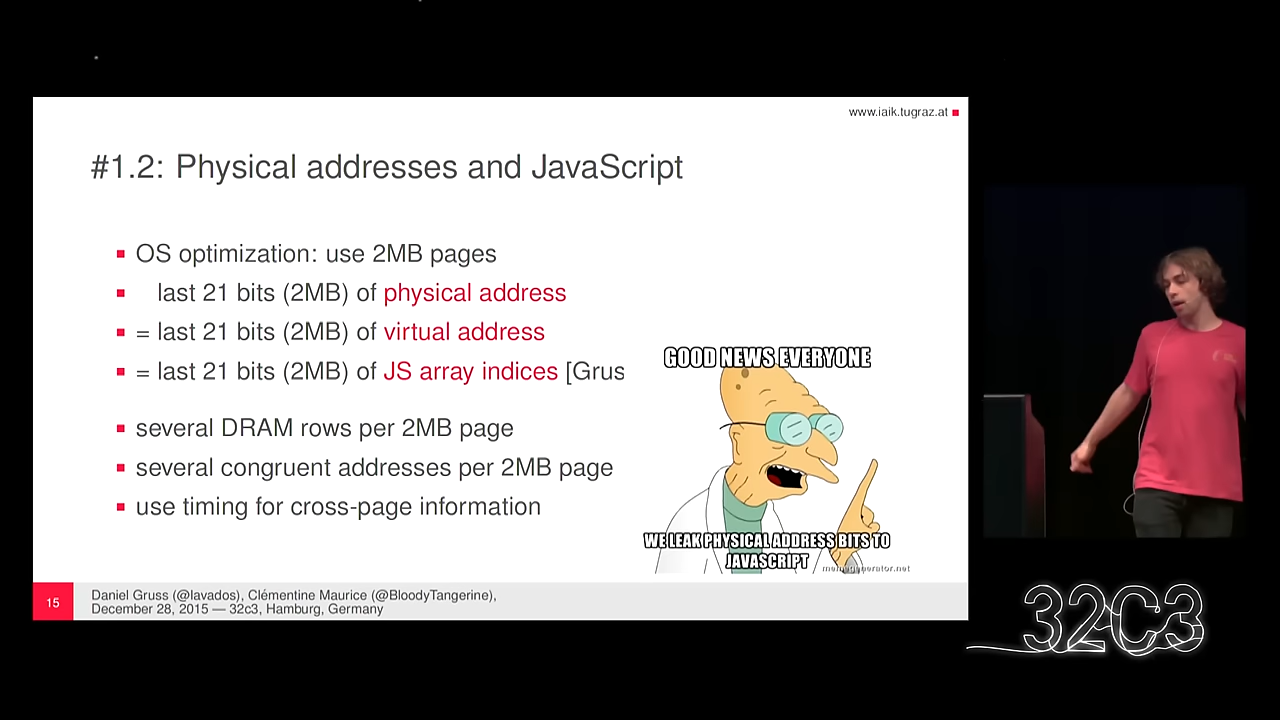 www.iaik.tugraz.at
#1.2: Physical addresses and JavaScript
OS optimization: use 2MB pages
last 21 bits (2MB) of physical address
= last 21 bits (2MB) of virtual address
= last 21 bits (2MB) of JS array indices [Grus
several DRAM rows per 2MB page
several congruent addresses per 2MB page
use timing for cross-page information
GOOD NEWS EVERYONE
WE LEAK PHYSICAL ADDRESS BITS TO
JAVASCRIPT
memegenerator.net
15
Daniel Gruss (@lavados), Clémentine Maurice (@BloodyTangerine),
December 28, 2015 — 32c3, Hamburg, Germany
32C3